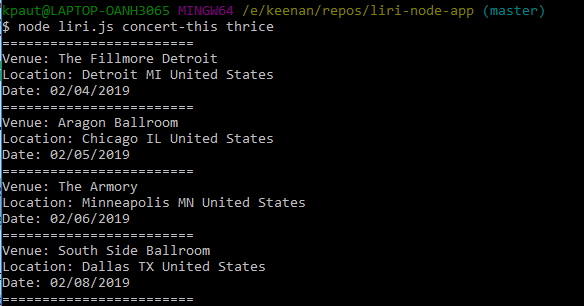 kpaut@LAPTOP-OANH3065 MINGW64 /e/keenan/repos/liri-node-app (master)
$ node liri.js concert-this thrice
=========================
Venue: The Fillmore Detroit
Location: Detroit MI United States
Date: 02/04/2019
=========================
Venue: Aragon Ballroom
Location: Chicago IL United States
Date: 02/05/2019
=========================
Venue: The Armory
Location: Minneapolis MN United States
Date: 02/06/2019
=========================
Venue: South Side Ballroom
Location: Dallas TX United States
Date: 02/08/2019
=========================